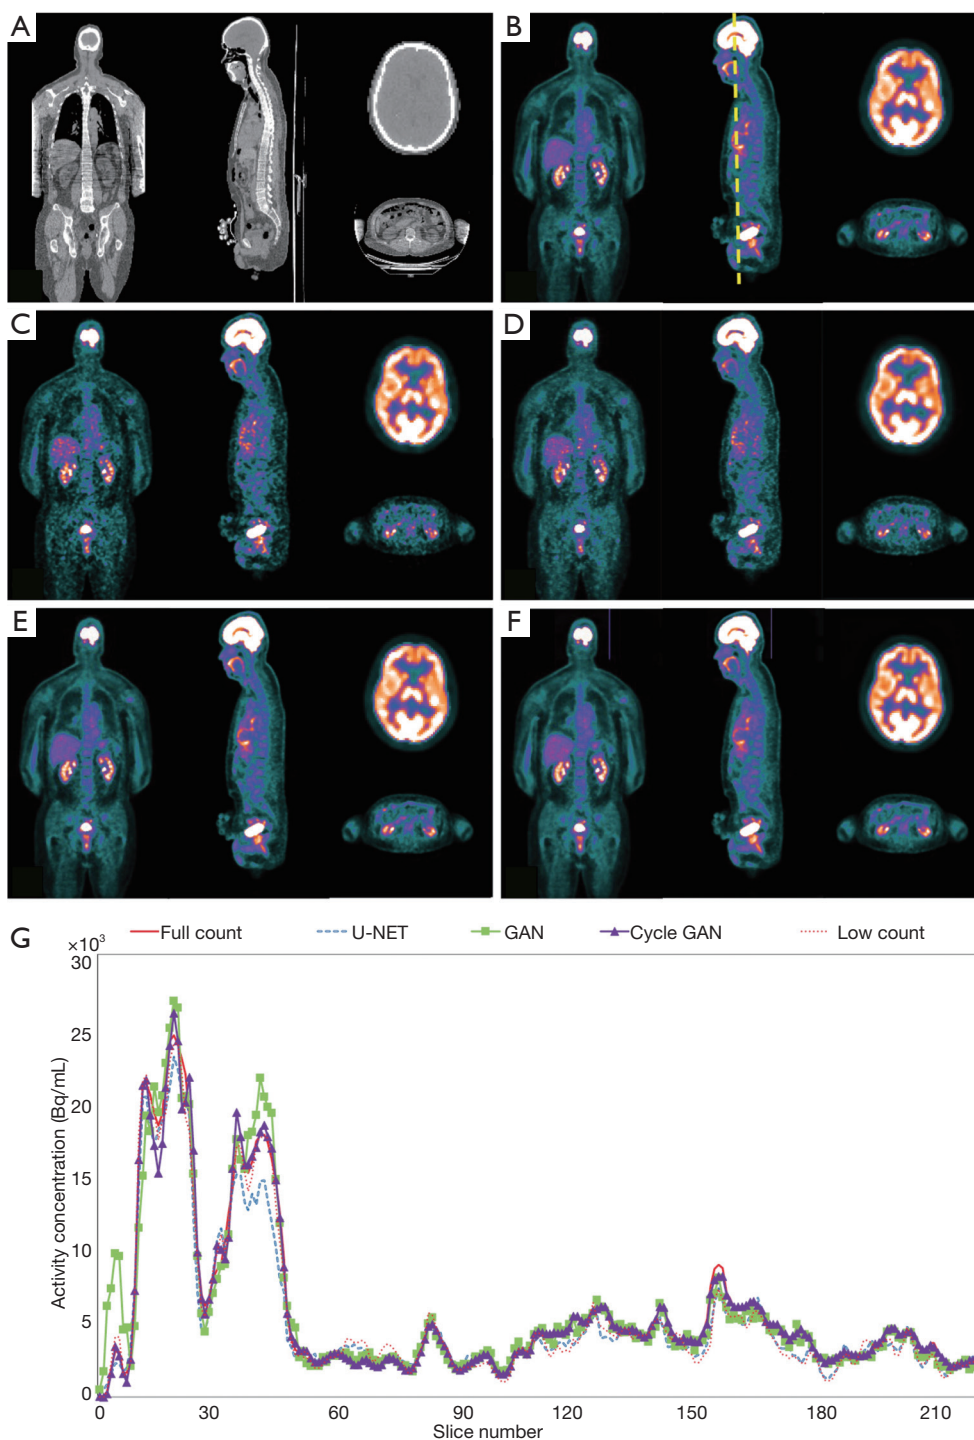 A
B
C
D
E
F
G
Full count U-NET GAN Cycle GAN Low count
×10³
30
25
20
15
10
5
0
Activity concentration (Bq/mL)
0 30 60 90 120 150 180 210
Slice number